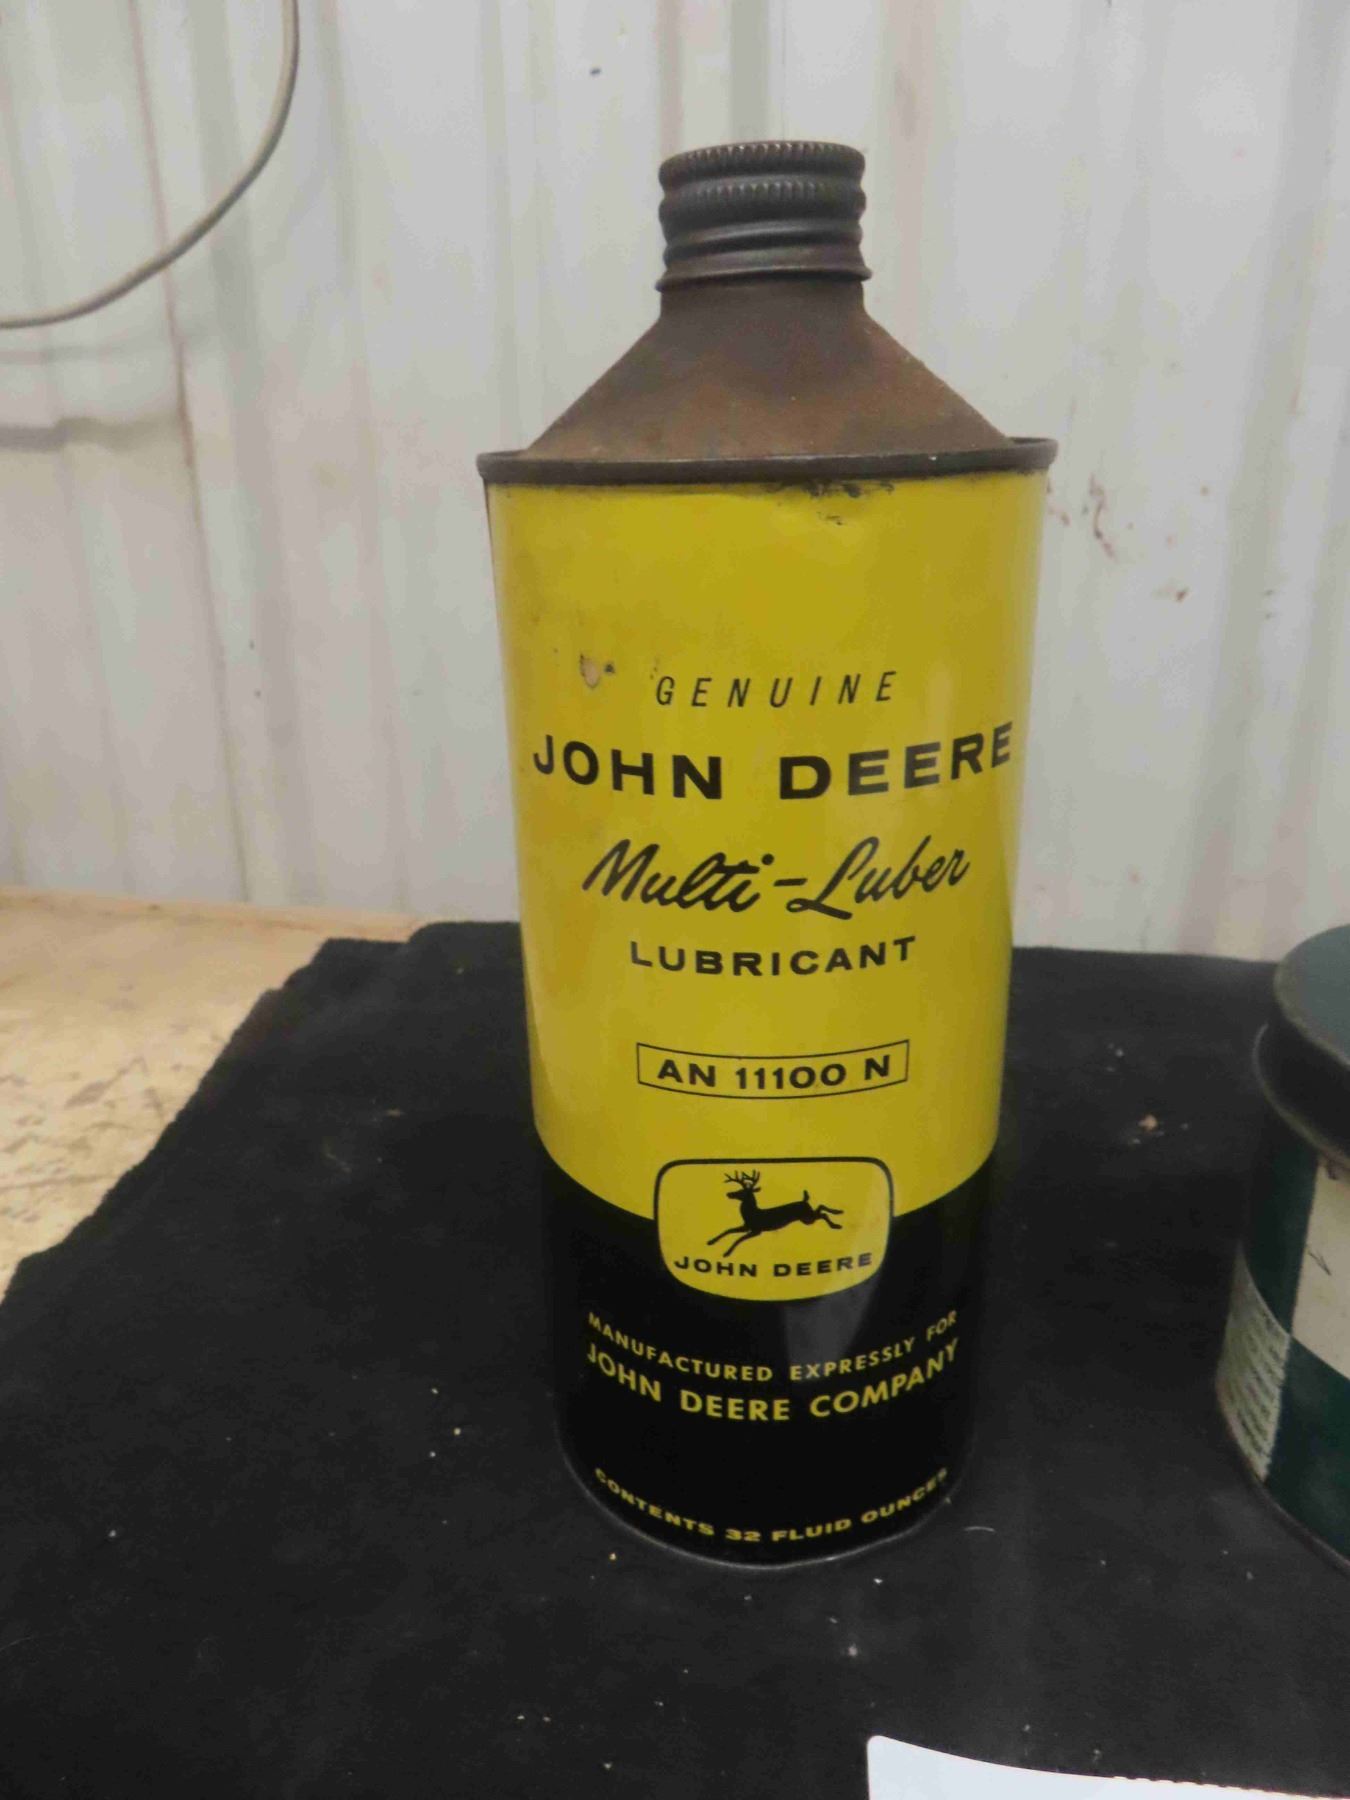 GENUINE
JOHN DEERE
Multi-Luber
LUBRICANT
AN 11100 N
JOHN DEERE
MANUFACTURED EXPRESSLY FOR
JOHN DEERE COMPANY
CONTENTS 32 FLUID OUNCES